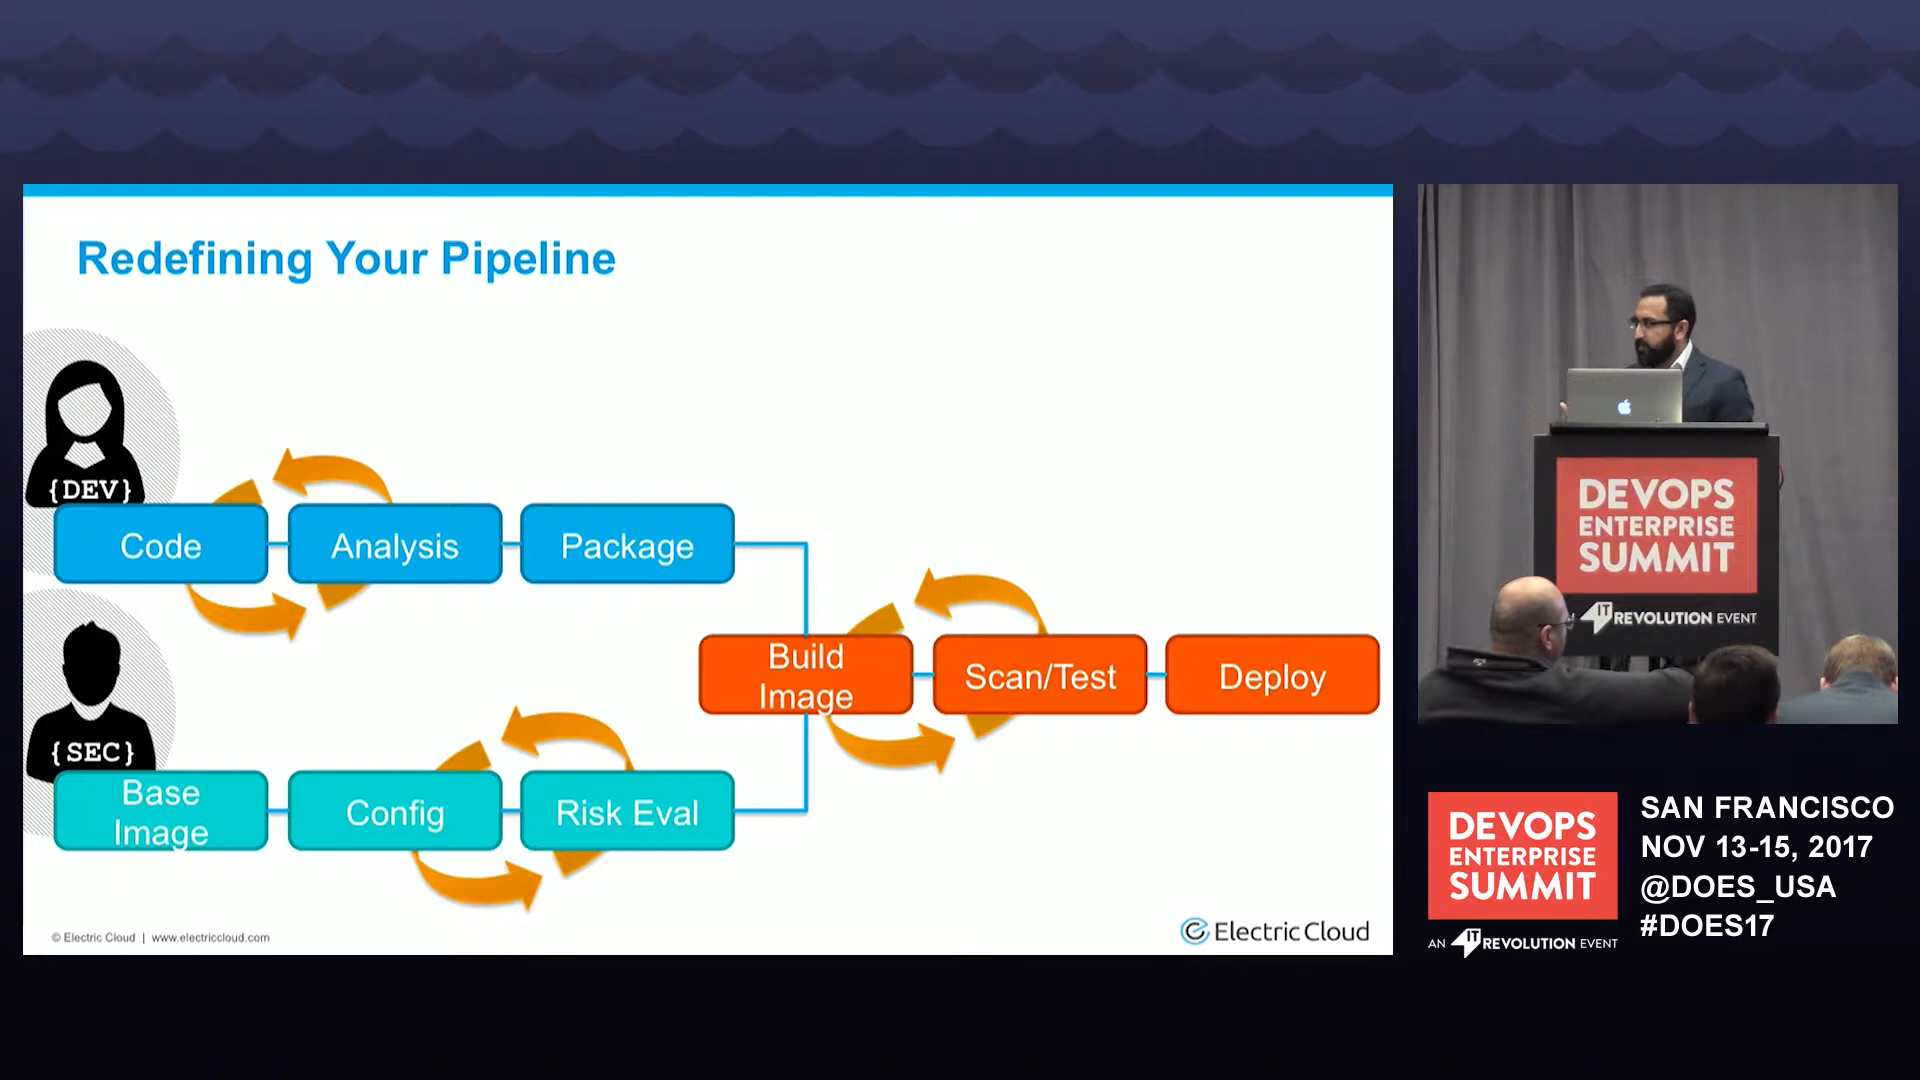 Redefining Your Pipeline
{DEV}
Code
Analysis
Package
{SEC}
Base
Image
Config
Risk Eval
Build
Image
Scan/Test
Deploy
© Electric Cloud | www.electriccloud.com
Electric Cloud
DEVOPS
ENTERPRISE
SUMMIT
IT
REVOLUTION EVENT
DEVOPS
ENTERPRISE
SUMMIT
AN IT REVOLUTION EVENT
SAN FRANCISCO
NOV 13-15, 2017
@DOES_USA
#DOES17